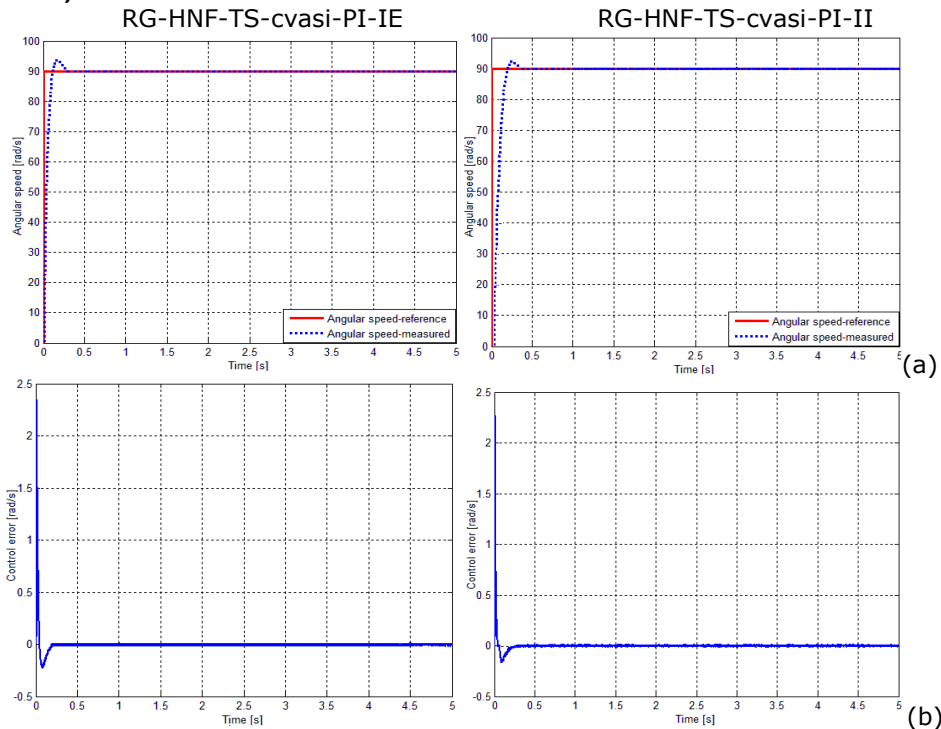 RG-HNF-TS-cvasi-PI-IE
RG-HNF-TS-cvasi-PI-II
100
90
80
70
60
50
40
30
20
10
0
Angular speed [rad/s]
0 0.5 1 1.5 2 2.5 3 3.5 4 4.5 5
Time [s]
Angular speed-reference
Angular speed-measured
100
90
80
70
60
50
40
30
20
10
0
Angular speed [rad/s]
0 0.5 1 1.5 2 2.5 3 3.5 4 4.5 5
Time [s]
Angular speed-reference
Angular speed-measured
(a)
2.5
2
1.5
1
0.5
0
-0.5
Control error [rad/s]
0 0.5 1 1.5 2 2.5 3 3.5 4 4.5 5
Time [s]
2.5
2
1.5
1
0.5
0
-0.5
Control error [rad/s]
0 0.5 1 1.5 2 2.5 3 3.5 4 4.5 5
Time [s]
(b)